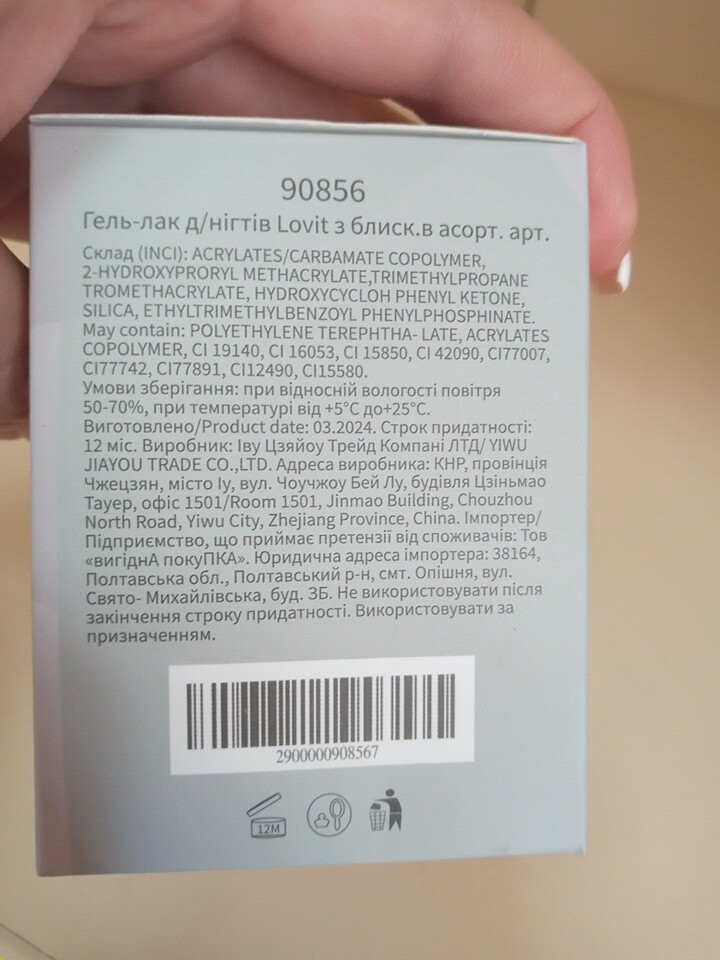 90856
Гель-лак д/нігтів Lovit з блиск.в асорт. арт.
Склад (INCI): ACRYLATES/CARBAMATE COPOLYMER,
2-HYDROXYPRORYL METHACRYLATE,TRIMETHYLPROPANE
TROMETHACRYLATE, HYDROXYCYCLOH PHENYL KETONE,
SILICA, ETHYLTRIMETHYLBENZOYL PHENYLPHOSPHINATE.
May contain: POLYETHYLENE TEREPHTHA- LATE, ACRYLATES
COPOLYMER, CI 19140, CI 16053, CI 15850, CI 42090, CI77007,
CI77742, CI77891, CI12490, CI15580.
Умови зберігання: при відносній вологості повітря
50-70%, при температурі від +5°C до+25°C.
Виготовлено/Product date: 03.2024. Строк придатності:
12 міс. Виробник: Іву Цзяйоу Трейд Компані ЛТД/ YIWU
JIAYOU TRADE CO.,LTD. Адреса виробника: КНР, провінція
Чжецзян, місто Іу, вул. Чоучжоу Бей Лу, будівля Цзіньмао
Тауер, офіс 1501/Room 1501, Jinmao Building, Chouzhou
North Road, Yiwu City, Zhejiang Province, China. Імпортер/
Підприємство, що приймає претензії від споживачів: Тов
«вигіднА покуПКА». Юридична адреса імпортера: 38164,
Полтавська обл., Полтавський р-н, смт. Опішня, вул.
Свято- Михайлівська, буд. 3Б. Не використовувати після
закінчення строку придатності. Використовувати за
призначенням.
2900000908567
12M